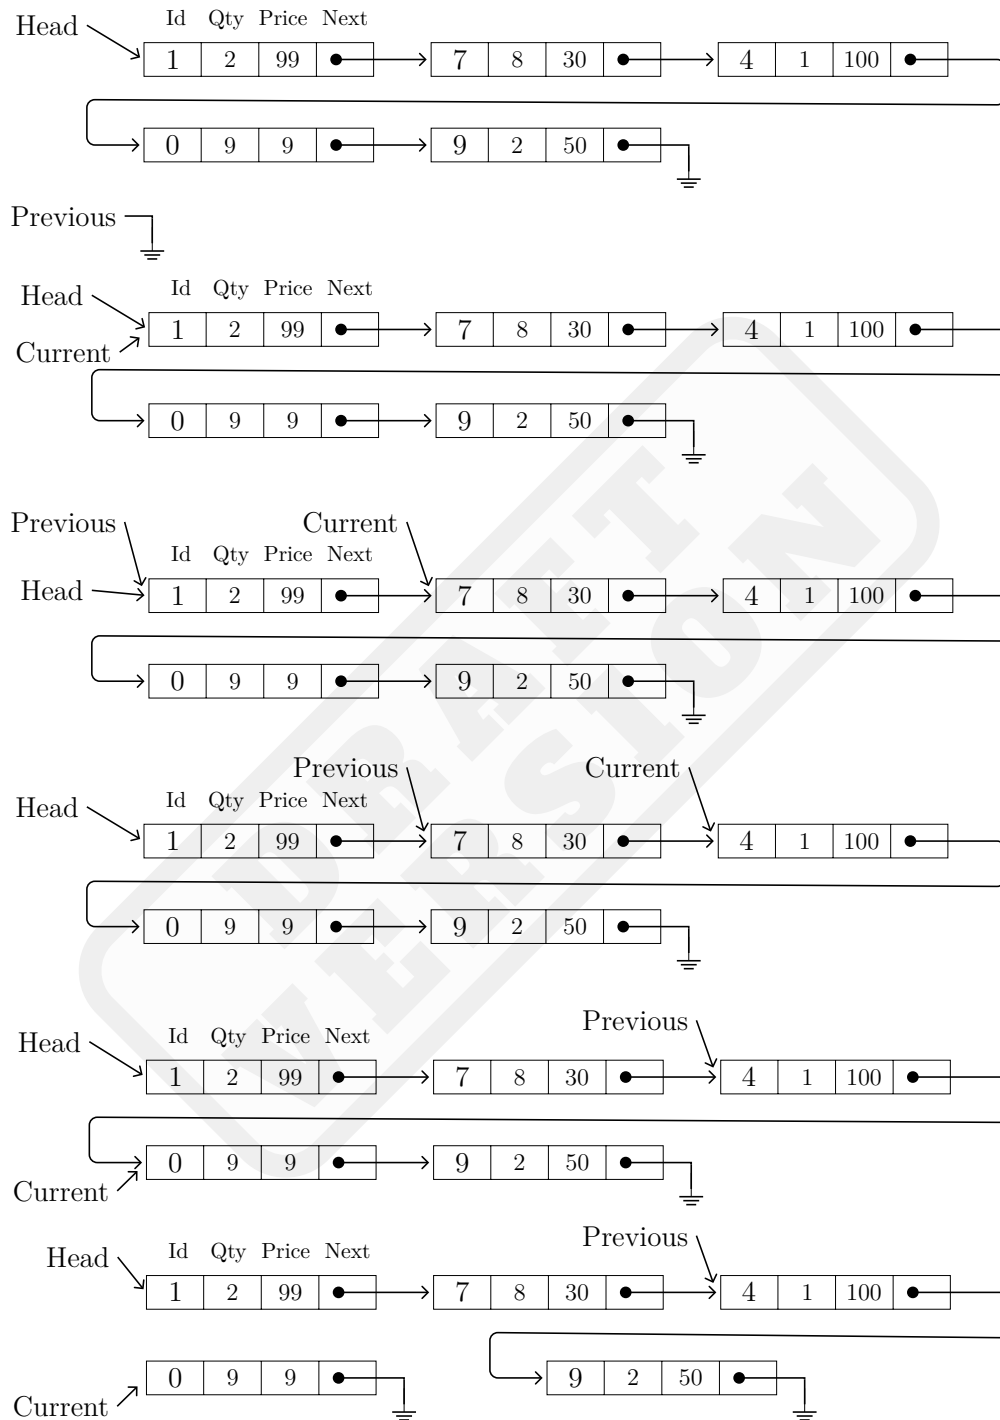 Id Qty Price Next
Head
1 2 99 7 8 30 4 1 100
0 9 9 9 2 50
Previous
Id Qty Price Next
Head
1 2 99 7 8 30 4 1 100
Current
0 9 9 9 2 50
Previous Current
Id Qty Price Next
Head 1 2 99 7 8 30 4 1 100
0 9 9 9 2 50
Previous Current
Id Qty Price Next
Head
1 2 99 7 8 30 4 1 100
0 9 9 9 2 50
Previous
Id Qty Price Next
Head
1 2 99 7 8 30 4 1 100
0 9 9 9 2 50
Current
Previous
Id Qty Price Next
Head
1 2 99 7 8 30 4 1 100
0 9 9 9 2 50
Current
DRAFT
VERSION